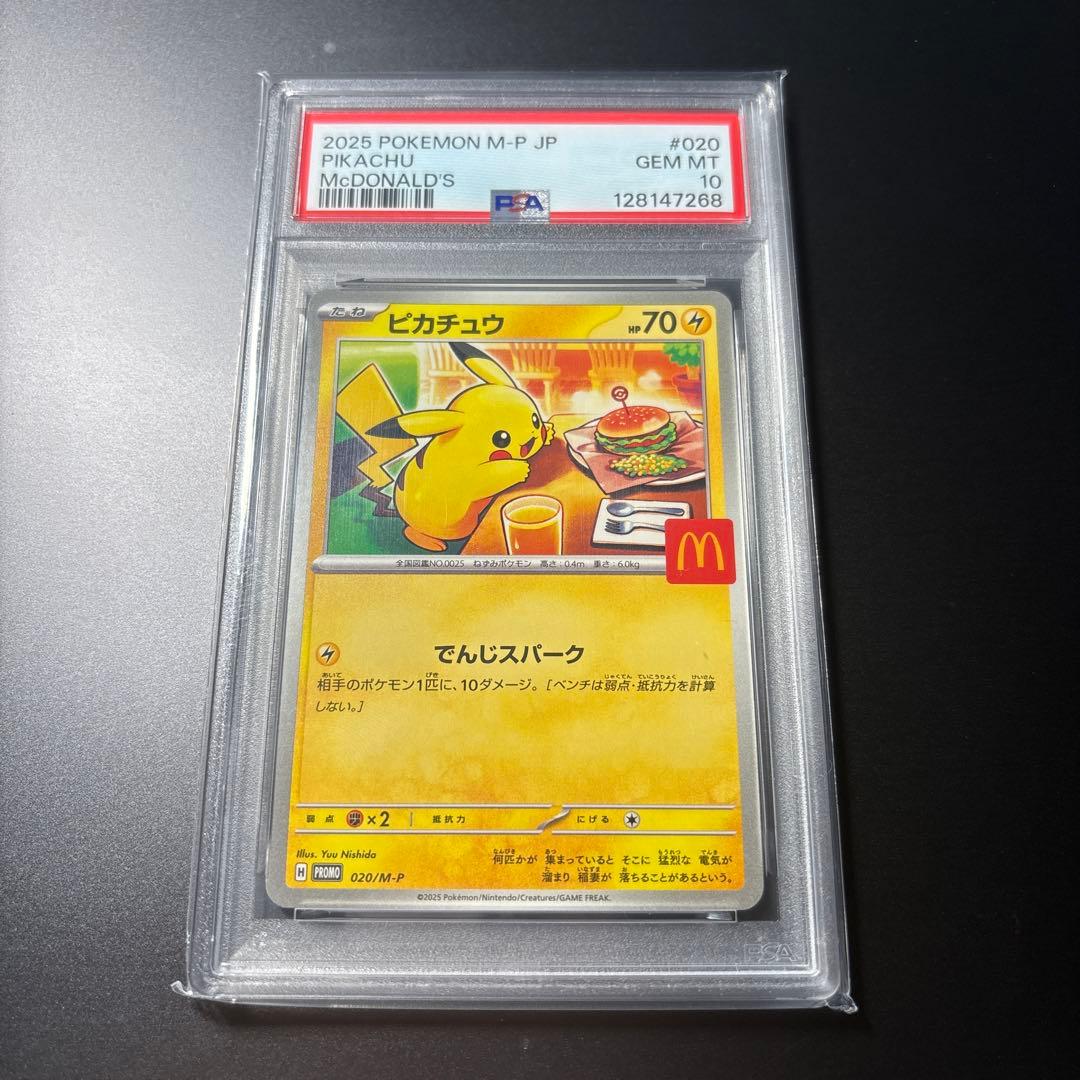 2025 POKEMON M-P JP #020
PIKACHU GEM MT
McDONALD'S 10
PSA 128147268
たね ピカチュウ HP70
M
全国図鑑NO.0025 ねずみポケモン 高さ:0.4m 重さ:6.0kg
でんじスパーク
相手のポケモン1匹に、10ダメージ。[ベンチは弱点・抵抗力を計算
しない。]
弱点 ×2 抵抗力 にげる
Illus. Yuu Nishida
何匹かが 集まっていると そこに 猛烈な 電気が
溜まり 稲妻が 落ちることがあるという。
H PROMO 020/M-P
©2025 Pokémon/Nintendo/Creatures/GAME FREAK.
PSA